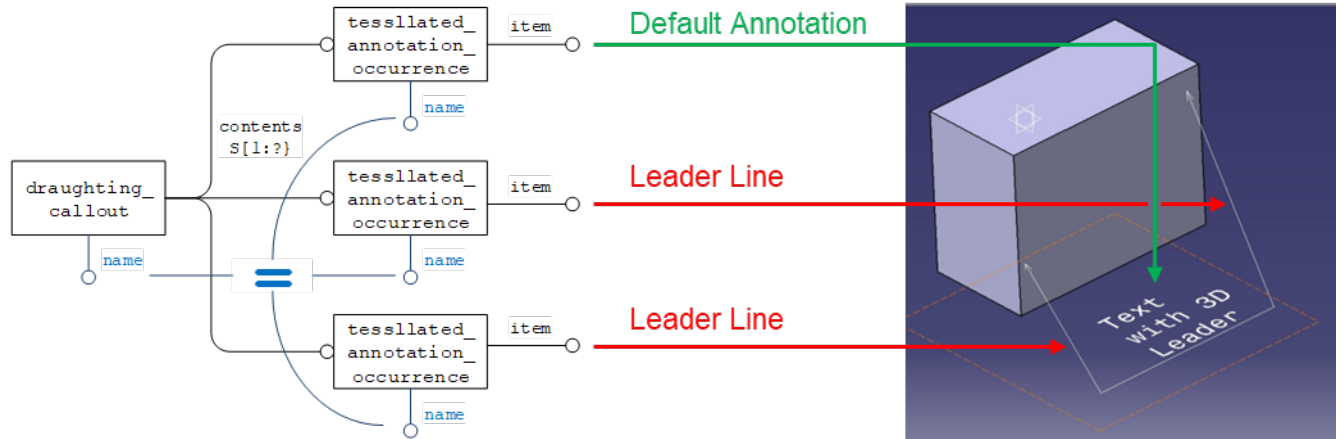 tessllated_
annotation_
occurrence
item
name
Default Annotation
contents
S[1:?}
draughting_
callout
name
tessllated_
annotation_
occurrence
item
name
Leader Line
=
tessllated_
annotation_
occurrence
item
name
Leader Line
Text
with 3D
Leader